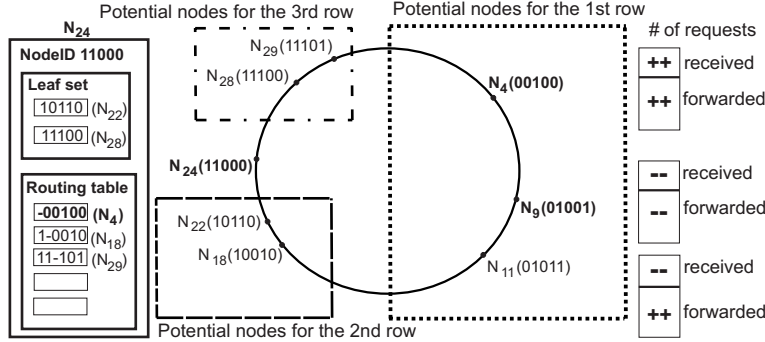 Potential nodes for the 3rd row
Potential nodes for the 1st row
N24
NodeID 11000
Leaf set
10110 (N22)
11100 (N28)
Routing table
-00100 (N4)
1-0010 (N18)
11-101 (N29)
N29(11101)
N28(11100)
N4(00100)
N24(11000)
N22(10110)
N18(10010)
N9(01001)
N11(01011)
Potential nodes for the 2nd row
# of requests
++ received
++ forwarded
-- received
-- forwarded
-- received
++ forwarded